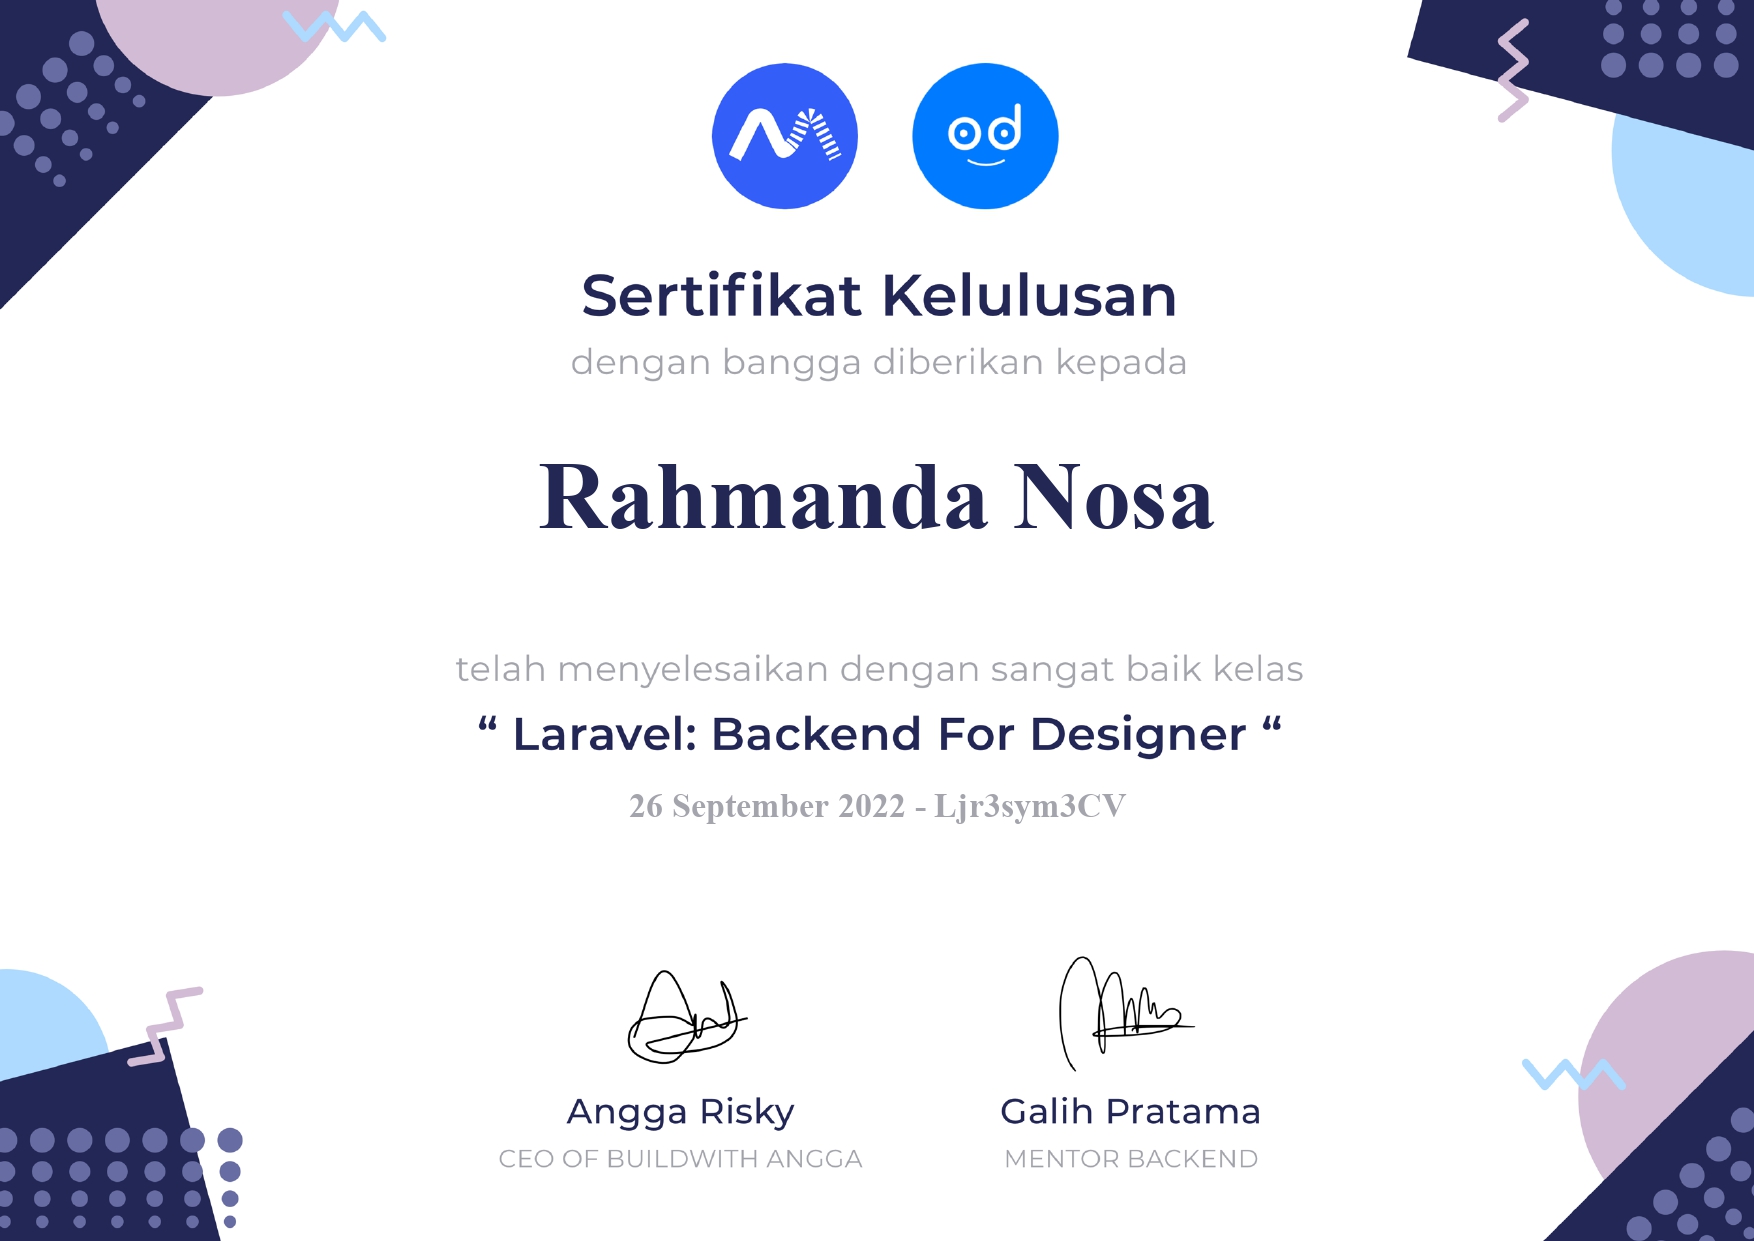 od
Sertifikat Kelulusan
dengan bangga diberikan kepada
Rahmanda Nosa
telah menyelesaikan dengan sangat baik kelas
“ Laravel: Backend For Designer “
26 September 2022 - Ljr3sym3CV
Angga Risky
CEO OF BUILDWITH ANGGA
Galih Pratama
MENTOR BACKEND